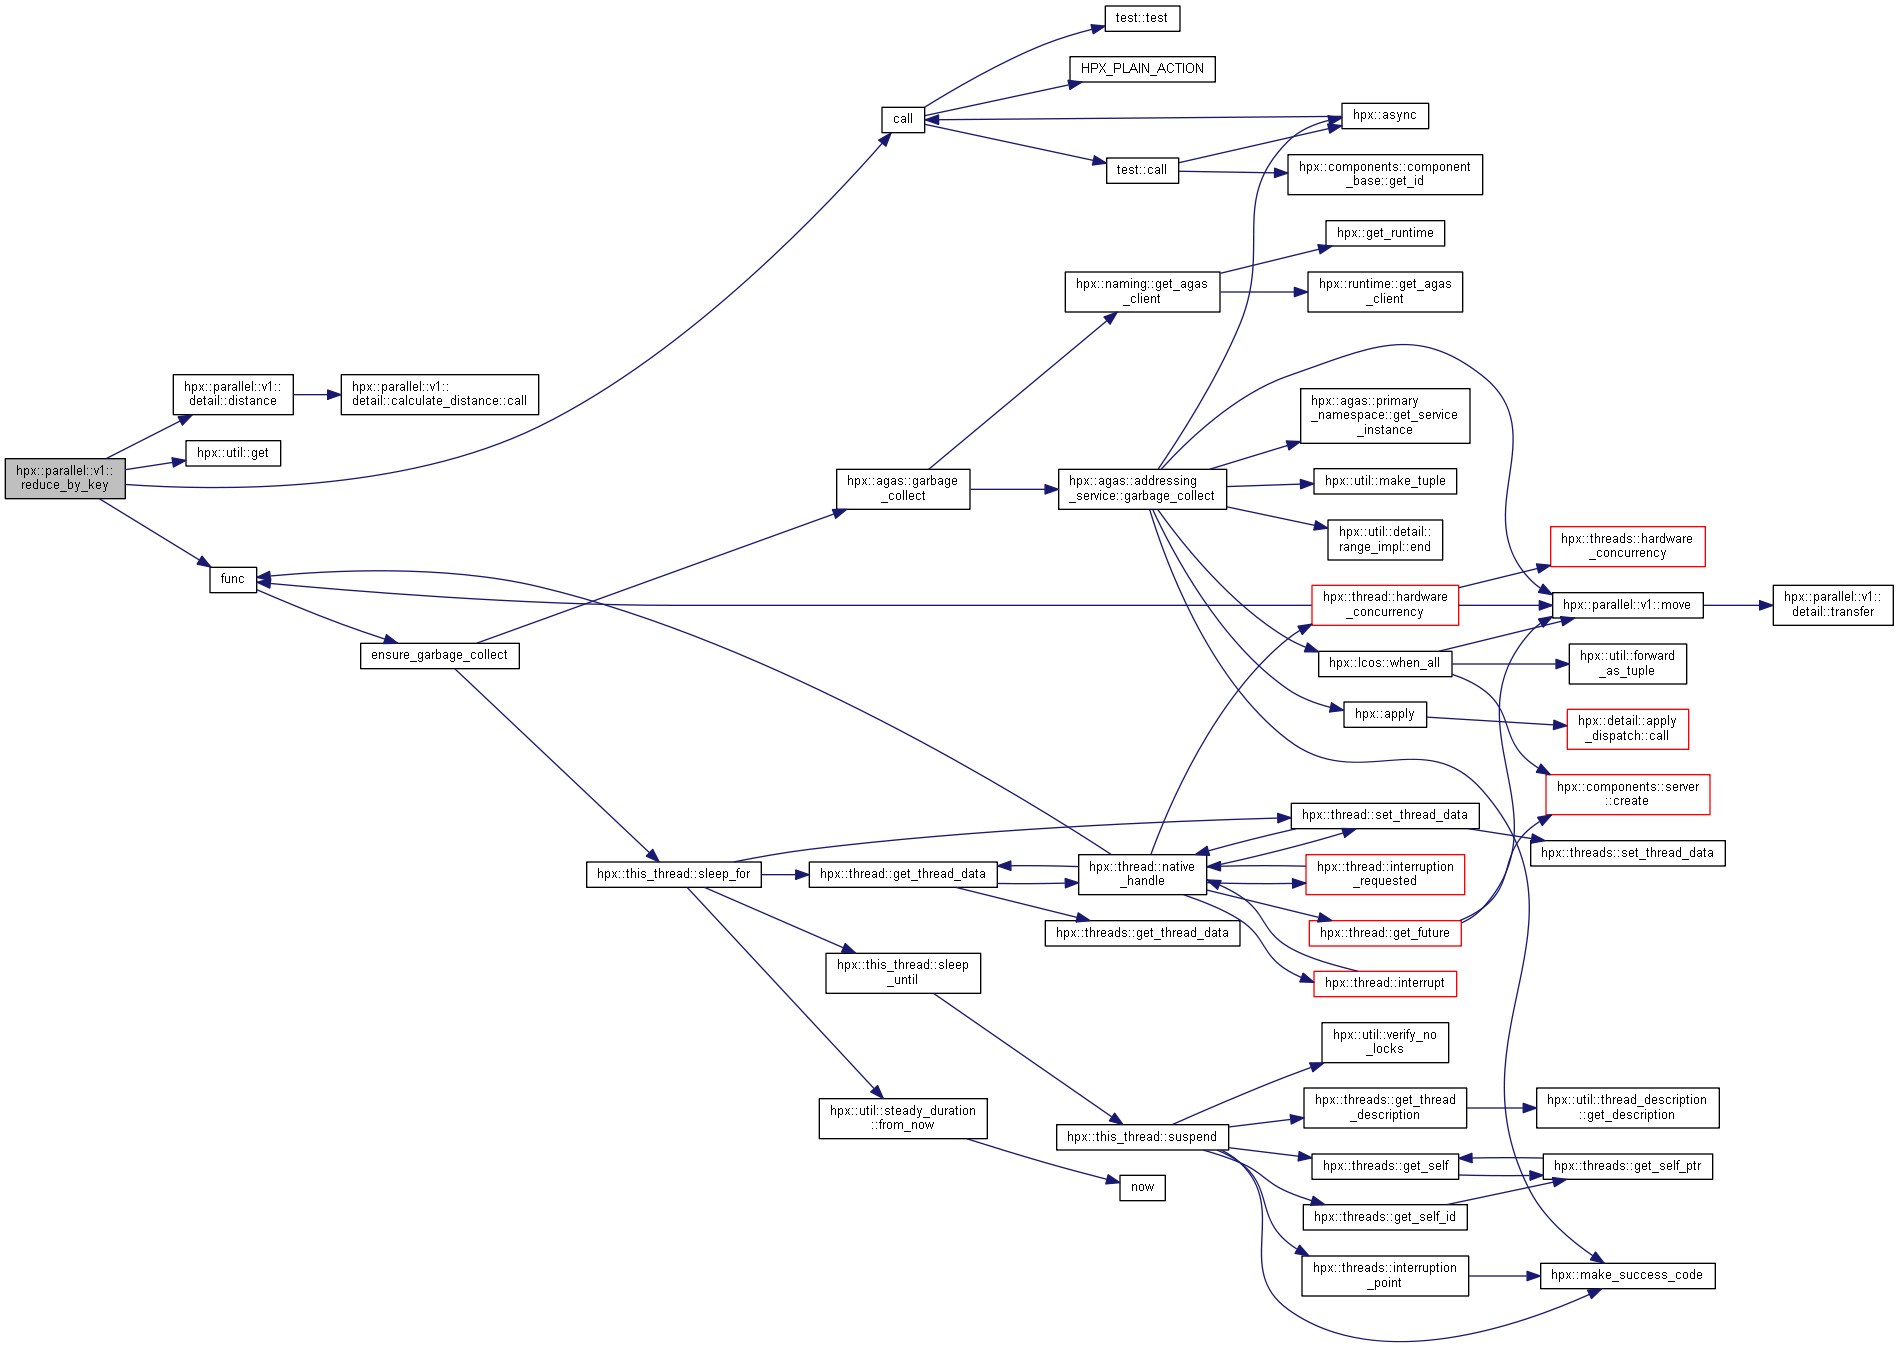 test::test
HPX_PLAIN_ACTION
call
hpx::async
test::call
hpx::components::component
_base::get_id
hpx::get_runtime
hpx::naming::get_agas
_client
hpx::runtime::get_agas
_client
hpx::parallel::v1::
detail::distance
hpx::parallel::v1::
detail::calculate_distance::call
hpx::util::get
hpx::parallel::v1::
reduce_by_key
hpx::agas::primary
_namespace::get_service
_instance
hpx::agas::garbage
_collect
hpx::agas::addressing
_service::garbage_collect
hpx::util::make_tuple
hpx::util::detail::
range_impl::end
hpx::threads::hardware
_concurrency
func
hpx::thread::hardware
_concurrency
hpx::parallel::v1::move
hpx::parallel::v1::
detail::transfer
ensure_garbage_collect
hpx::lcos::when_all
hpx::util::forward
_as_tuple
hpx::apply
hpx::detail::apply
_dispatch::call
hpx::components::server
::create
hpx::thread::set_thread_data
hpx::threads::set_thread_data
hpx::this_thread::sleep_for
hpx::thread::get_thread_data
hpx::thread::native
_handle
hpx::thread::interruption
_requested
hpx::threads::get_thread_data
hpx::thread::get_future
hpx::this_thread::sleep
_until
hpx::thread::interrupt
hpx::util::verify_no
_locks
hpx::util::steady_duration
::from_now
hpx::threads::get_thread
_description
hpx::util::thread_description
::get_description
hpx::this_thread::suspend
hpx::threads::get_self
hpx::threads::get_self_ptr
now
hpx::threads::get_self_id
hpx::threads::interruption
_point
hpx::make_success_code